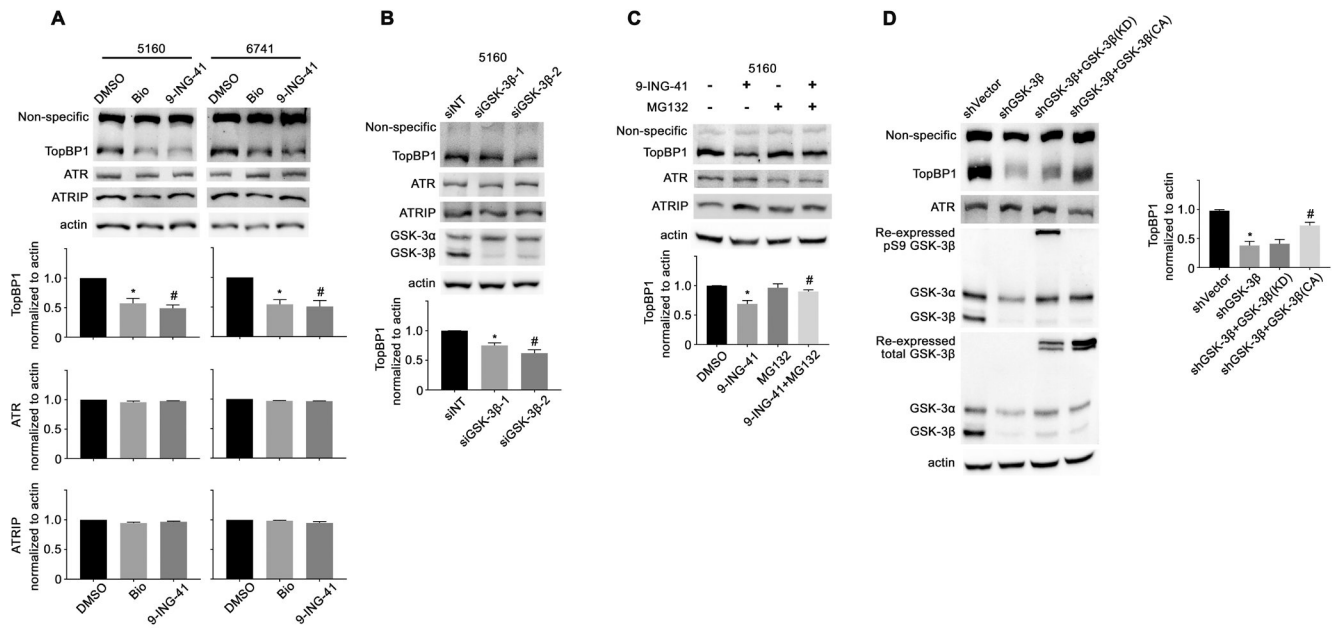 A
5160
6741
DMSO
Bio
9-ING-41
DMSO
Bio
9-ING-41
Non-specific
TopBP1
ATR
ATRIP
actin
TopBP1
normalized to actin
1.0
0.5
0
*
#
*
#
ATR
normalized to actin
1.0
0.5
0
ATRIP
normalized to actin
1.0
0.5
0
DMSO
Bio
9-ING-41
DMSO
Bio
9-ING-41
B
5160
siNT
siGSK-3β-1
siGSK-3β-2
Non-specific
TopBP1
ATR
ATRIP
GSK-3α
GSK-3β
actin
TopBP1
normalized to actin
1.5
1.0
0.5
0
*
#
siNT
siGSK-3β-1
siGSK-3β-2
C
5160
9-ING-41 - + - +
MG132 - - + +
Non-specific
TopBP1
ATR
ATRIP
actin
TopBP1
normalized to actin
1.5
1.0
0.5
0
*
#
DMSO
9-ING-41
MG132
9-ING-41+MG132
D
shVector
shGSK-3β
shGSK-3β+GSK-3β(KD)
shGSK-3β+GSK-3β(CA)
Non-specific
TopBP1
ATR
Re-expressed
pS9 GSK-3β
GSK-3α
GSK-3β
Re-expressed
total GSK-3β
GSK-3α
GSK-3β
actin
TopBP1
normalized to actin
1.5
1.0
0.5
0
*
#
shVector
shGSK-3β
shGSK-3β+GSK-3β(KD)
shGSK-3β+GSK-3β(CA)